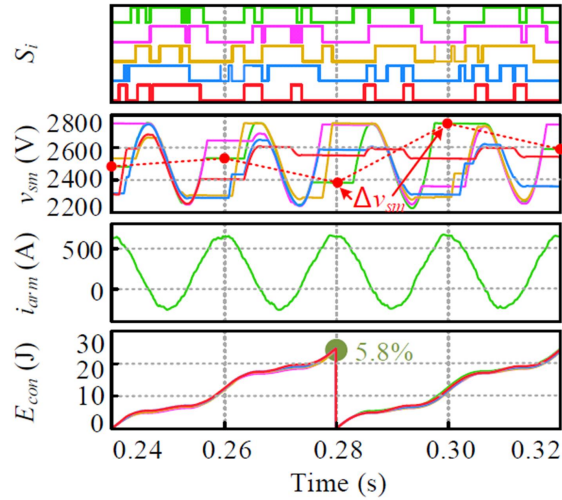 S_i
2800
2600
2400
2200
v_sm (V)
Δv_sm
500
0
i_arm (A)
30
20
10
0
E_con (J)
5.8%
0.24 0.26 0.28 0.30 0.32
Time (s)